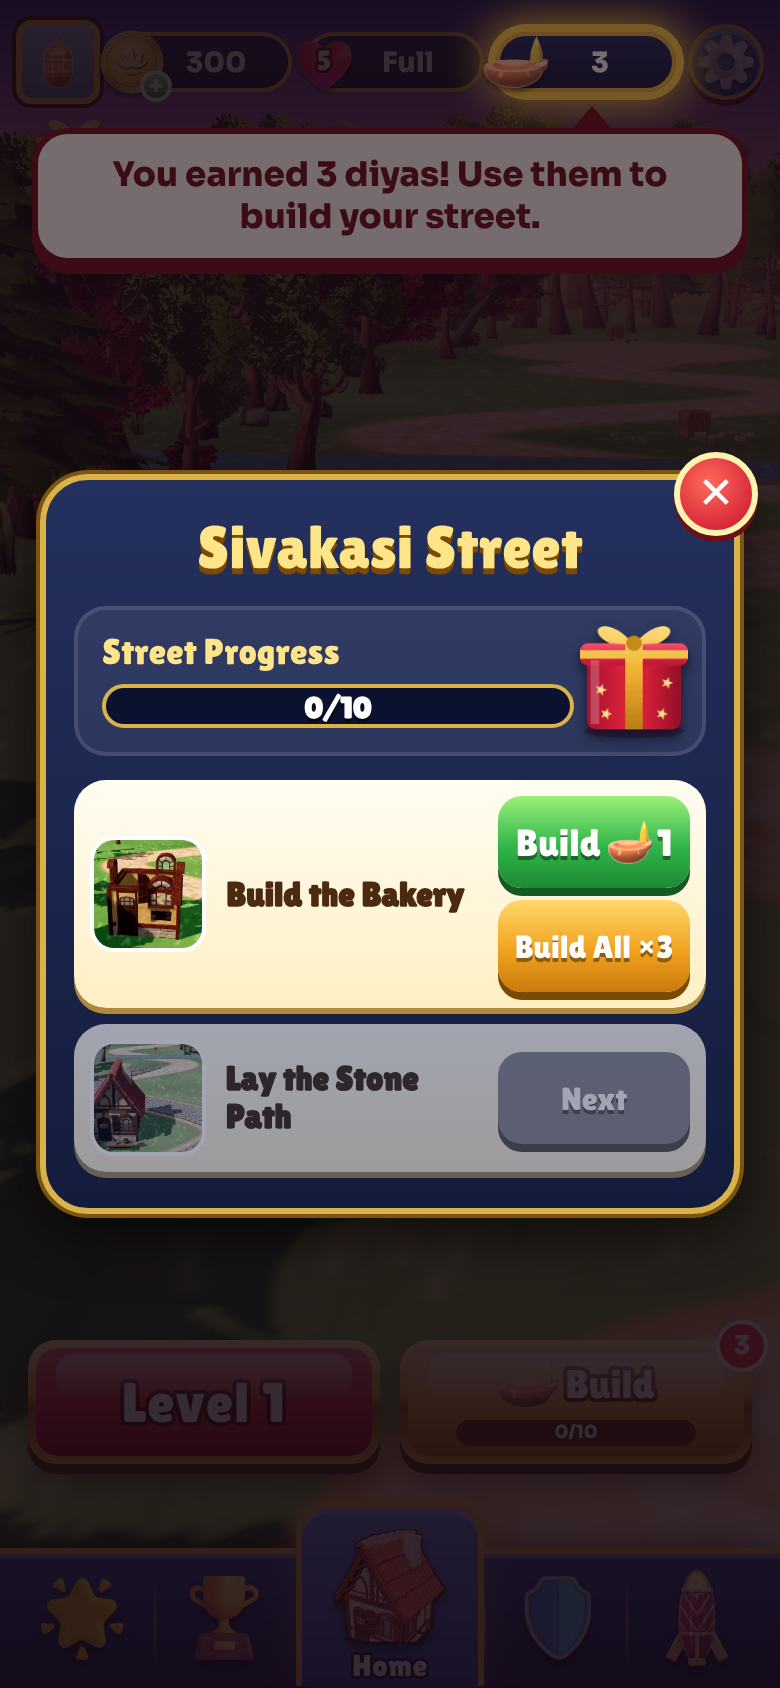 300
5
Full
3
You earned 3 diyas! Use them to
build your street.
Sivakasi Street
Street Progress
0/10
Build the Bakery
Build 1
Build All ×3
Lay the Stone
Path
Next
Level 1
Build
3
0/10
Home